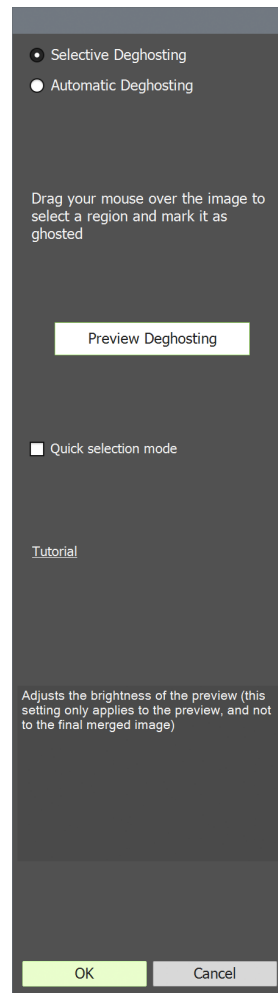 Selective Deghosting
Automatic Deghosting
Drag your mouse over the image to
select a region and mark it as
ghosted
Preview Deghosting
Quick selection mode
Tutorial
Adjusts the brightness of the preview (this
setting only applies to the preview, and not
to the final merged image)
OK
Cancel